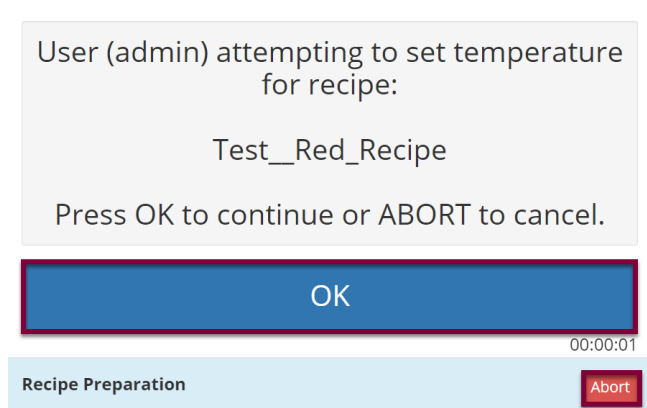 User (admin) attempting to set temperature
for recipe:
Test__Red_Recipe
Press OK to continue or ABORT to cancel.
OK
00:00:01
Recipe Preparation
Abort